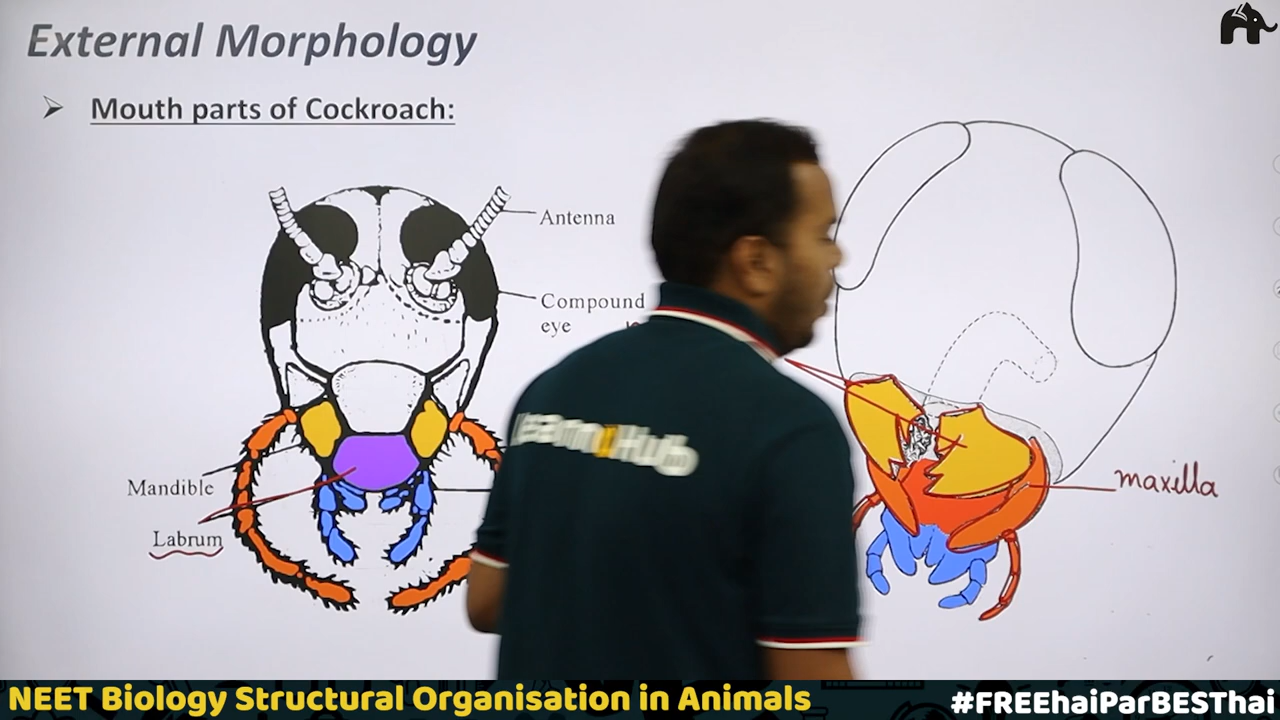 External Morphology
➢ Mouth parts of Cockroach:
Antenna
Compound
eye
Mandible
Labrum
maxilla
NEET Biology Structural Organisation in Animals
#FREEhaiParBESThai